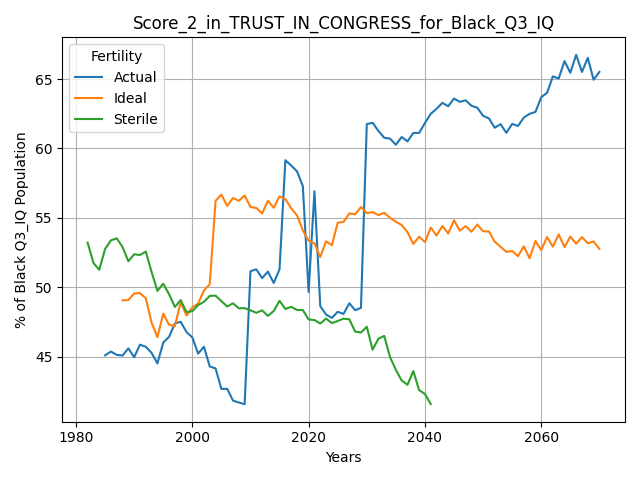 Score_2_in_TRUST_IN_CONGRESS_for_Black_Q3_IQ
Fertility
Actual
Ideal
Sterile
% of Black Q3_IQ Population
65
60
55
50
45
1980
2000
2020
2040
2060
Years